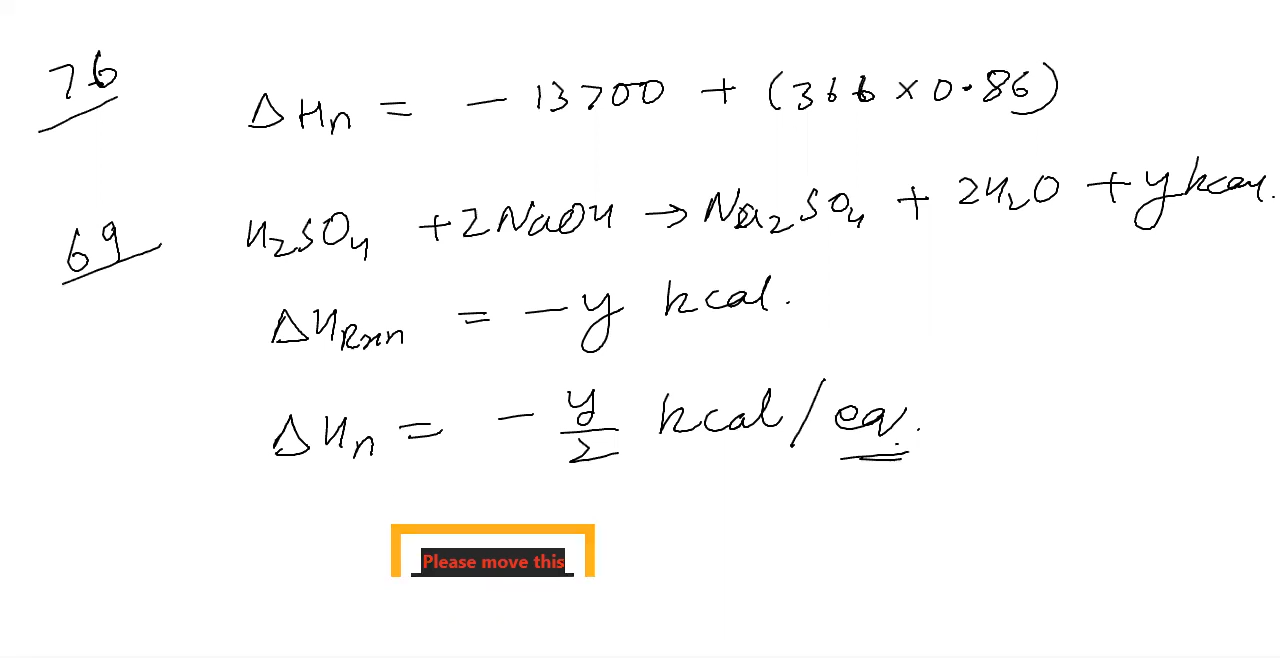 76
ΔHn = - 13700 + (366 × 0.86)
69
H₂SO₄ + 2NaOH → Na₂SO₄ + 2H₂O + y kcal.
ΔHRxn = - y kcal.
ΔHn = - y/2 kcal/eq.
Please move this